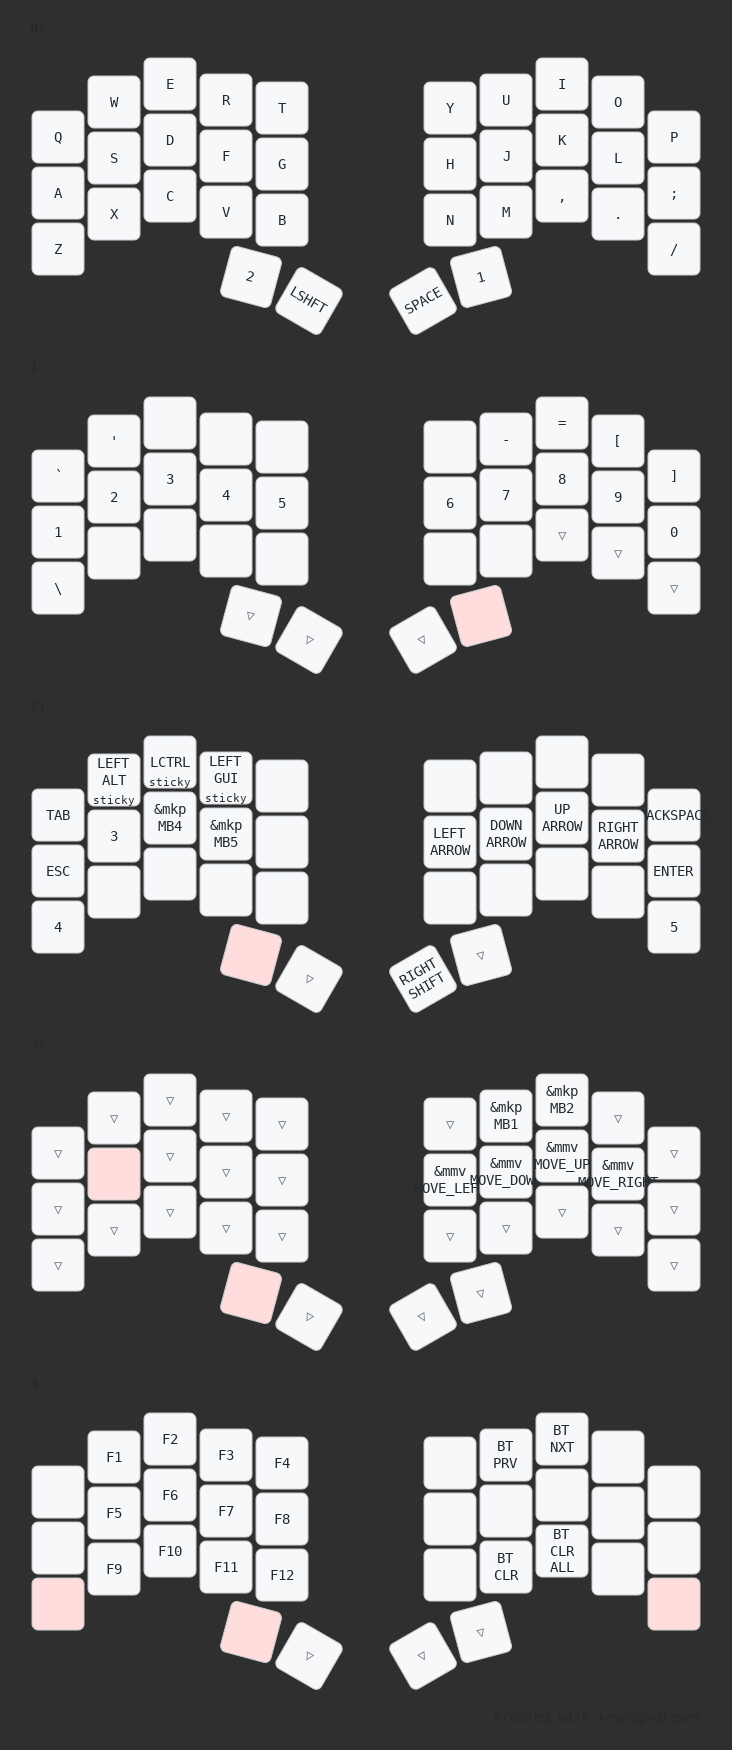 0:
Q W E R T Y U I O P
A S D F G H J K L ;
Z X C V B N M , . /
2 LSHFT SPACE 1
1:
` ' - = [ ]
1 2 3 4 5 6 7 8 9 0
\ ▽ ▽ ▽
▽ ▽ ▽
2:
TAB
LEFT
ALT
sticky
LCTRL
sticky
LEFT
GUI
sticky
ACKSPACE
ESC
3
&mkp
MB4
&mkp
MB5
LEFT
ARROW
DOWN
ARROW
UP
ARROW
RIGHT
ARROW
ENTER
4
5
▽
RIGHT
SHIFT
▽
3:
▽ ▽ ▽ ▽ ▽ ▽
&mkp
MB1
&mkp
MB2
▽ ▽
▽ ▽ ▽ ▽
&mmv
MOVE_LEF
&mmv
MOVE_DOW
&mmv
MOVE_UP
&mmv
MOVE_RIGHT
▽
▽ ▽ ▽ ▽ ▽ ▽ ▽ ▽ ▽ ▽
▽ ▽ ▽
4:
F1 F2 F3 F4
BT
PRV
BT
NXT
F5 F6 F7 F8
F9 F10 F11 F12
BT
CLR
BT
CLR
ALL
▽ ▽ ▽
Created with keymap-drawer